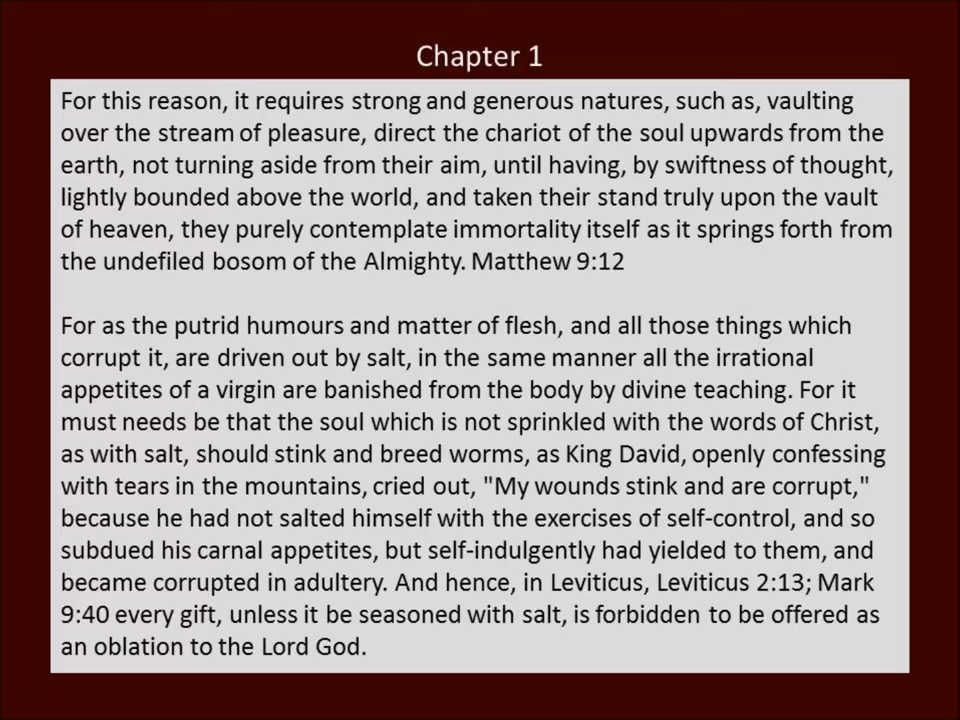 Chapter 1
For this reason, it requires strong and generous natures, such as, vaulting
over the stream of pleasure, direct the chariot of the soul upwards from the
earth, not turning aside from their aim, until having, by swiftness of thought,
lightly bounded above the world, and taken their stand truly upon the vault
of heaven, they purely contemplate immortality itself as it springs forth from
the undefiled bosom of the Almighty. Matthew 9:12
For as the putrid humours and matter of flesh, and all those things which
corrupt it, are driven out by salt, in the same manner all the irrational
appetites of a virgin are banished from the body by divine teaching. For it
must needs be that the soul which is not sprinkled with the words of Christ,
as with salt, should stink and breed worms, as King David, openly confessing
with tears in the mountains, cried out, "My wounds stink and are corrupt,"
because he had not salted himself with the exercises of self-control, and so
subdued his carnal appetites, but self-indulgently had yielded to them, and
became corrupted in adultery. And hence, in Leviticus, Leviticus 2:13; Mark
9:40 every gift, unless it be seasoned with salt, is forbidden to be offered as
an oblation to the Lord God.